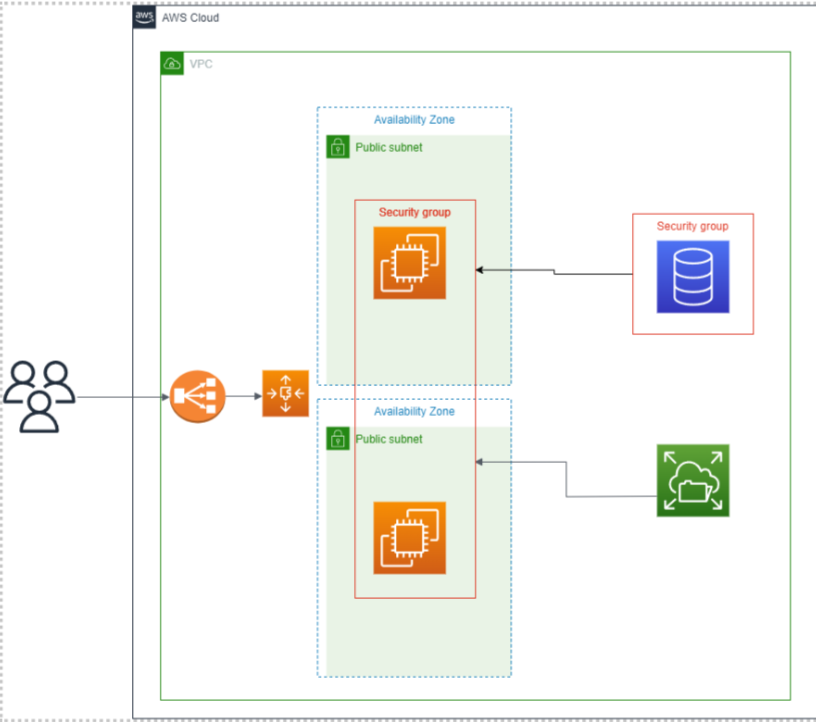 aws
AWS Cloud
VPC
Availability Zone
Public subnet
Security group
Security group
Availability Zone
Public subnet